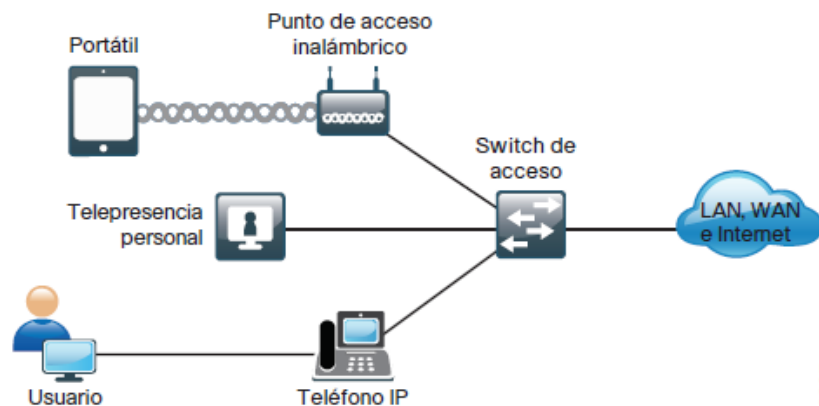 Portátil
Punto de acceso
inalámbrico
Switch de
acceso
Telepresencia
personal
LAN, WAN
e Internet
Usuario
Teléfono IP